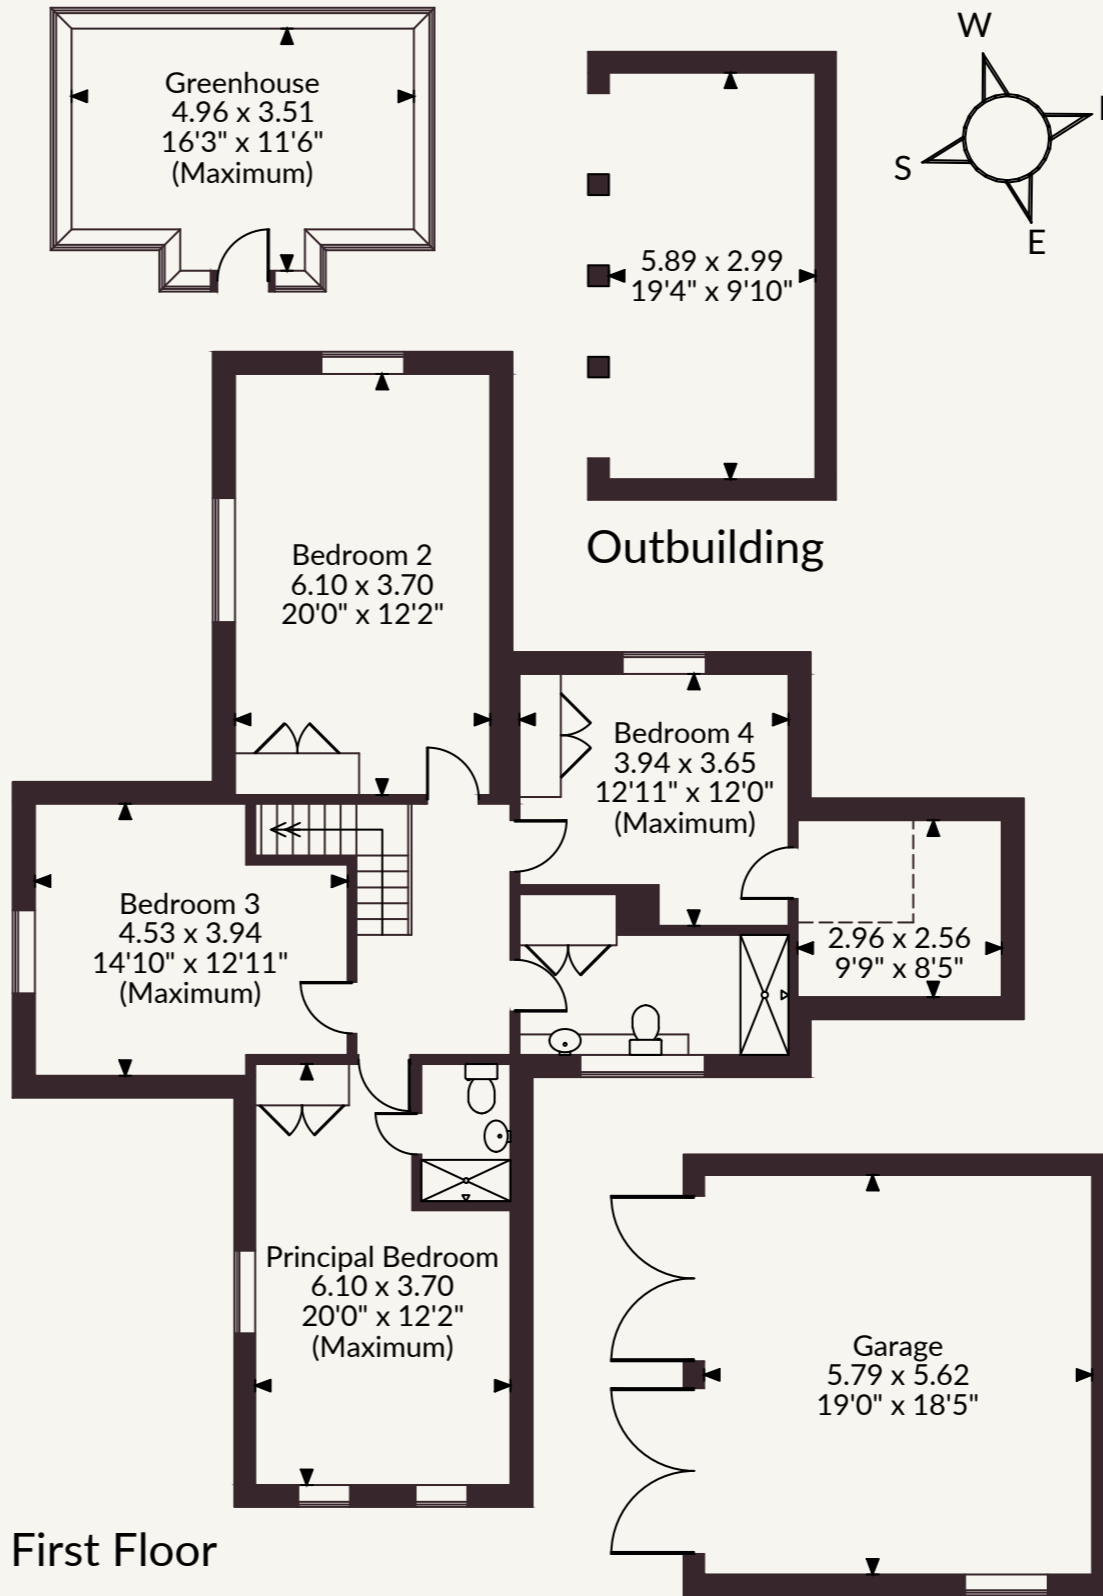 Greenhouse
4.96 x 3.51
16'3" x 11'6"
(Maximum)
W
S
E
5.89 x 2.99
19'4" x 9'10"
Outbuilding
Bedroom 2
6.10 x 3.70
20'0" x 12'2"
Bedroom 4
3.94 x 3.65
12'11" x 12'0"
(Maximum)
Bedroom 3
4.53 x 3.94
14'10" x 12'11"
(Maximum)
2.96 x 2.56
9'9" x 8'5"
Principal Bedroom
6.10 x 3.70
20'0" x 12'2"
(Maximum)
Garage
5.79 x 5.62
19'0" x 18'5"
First Floor